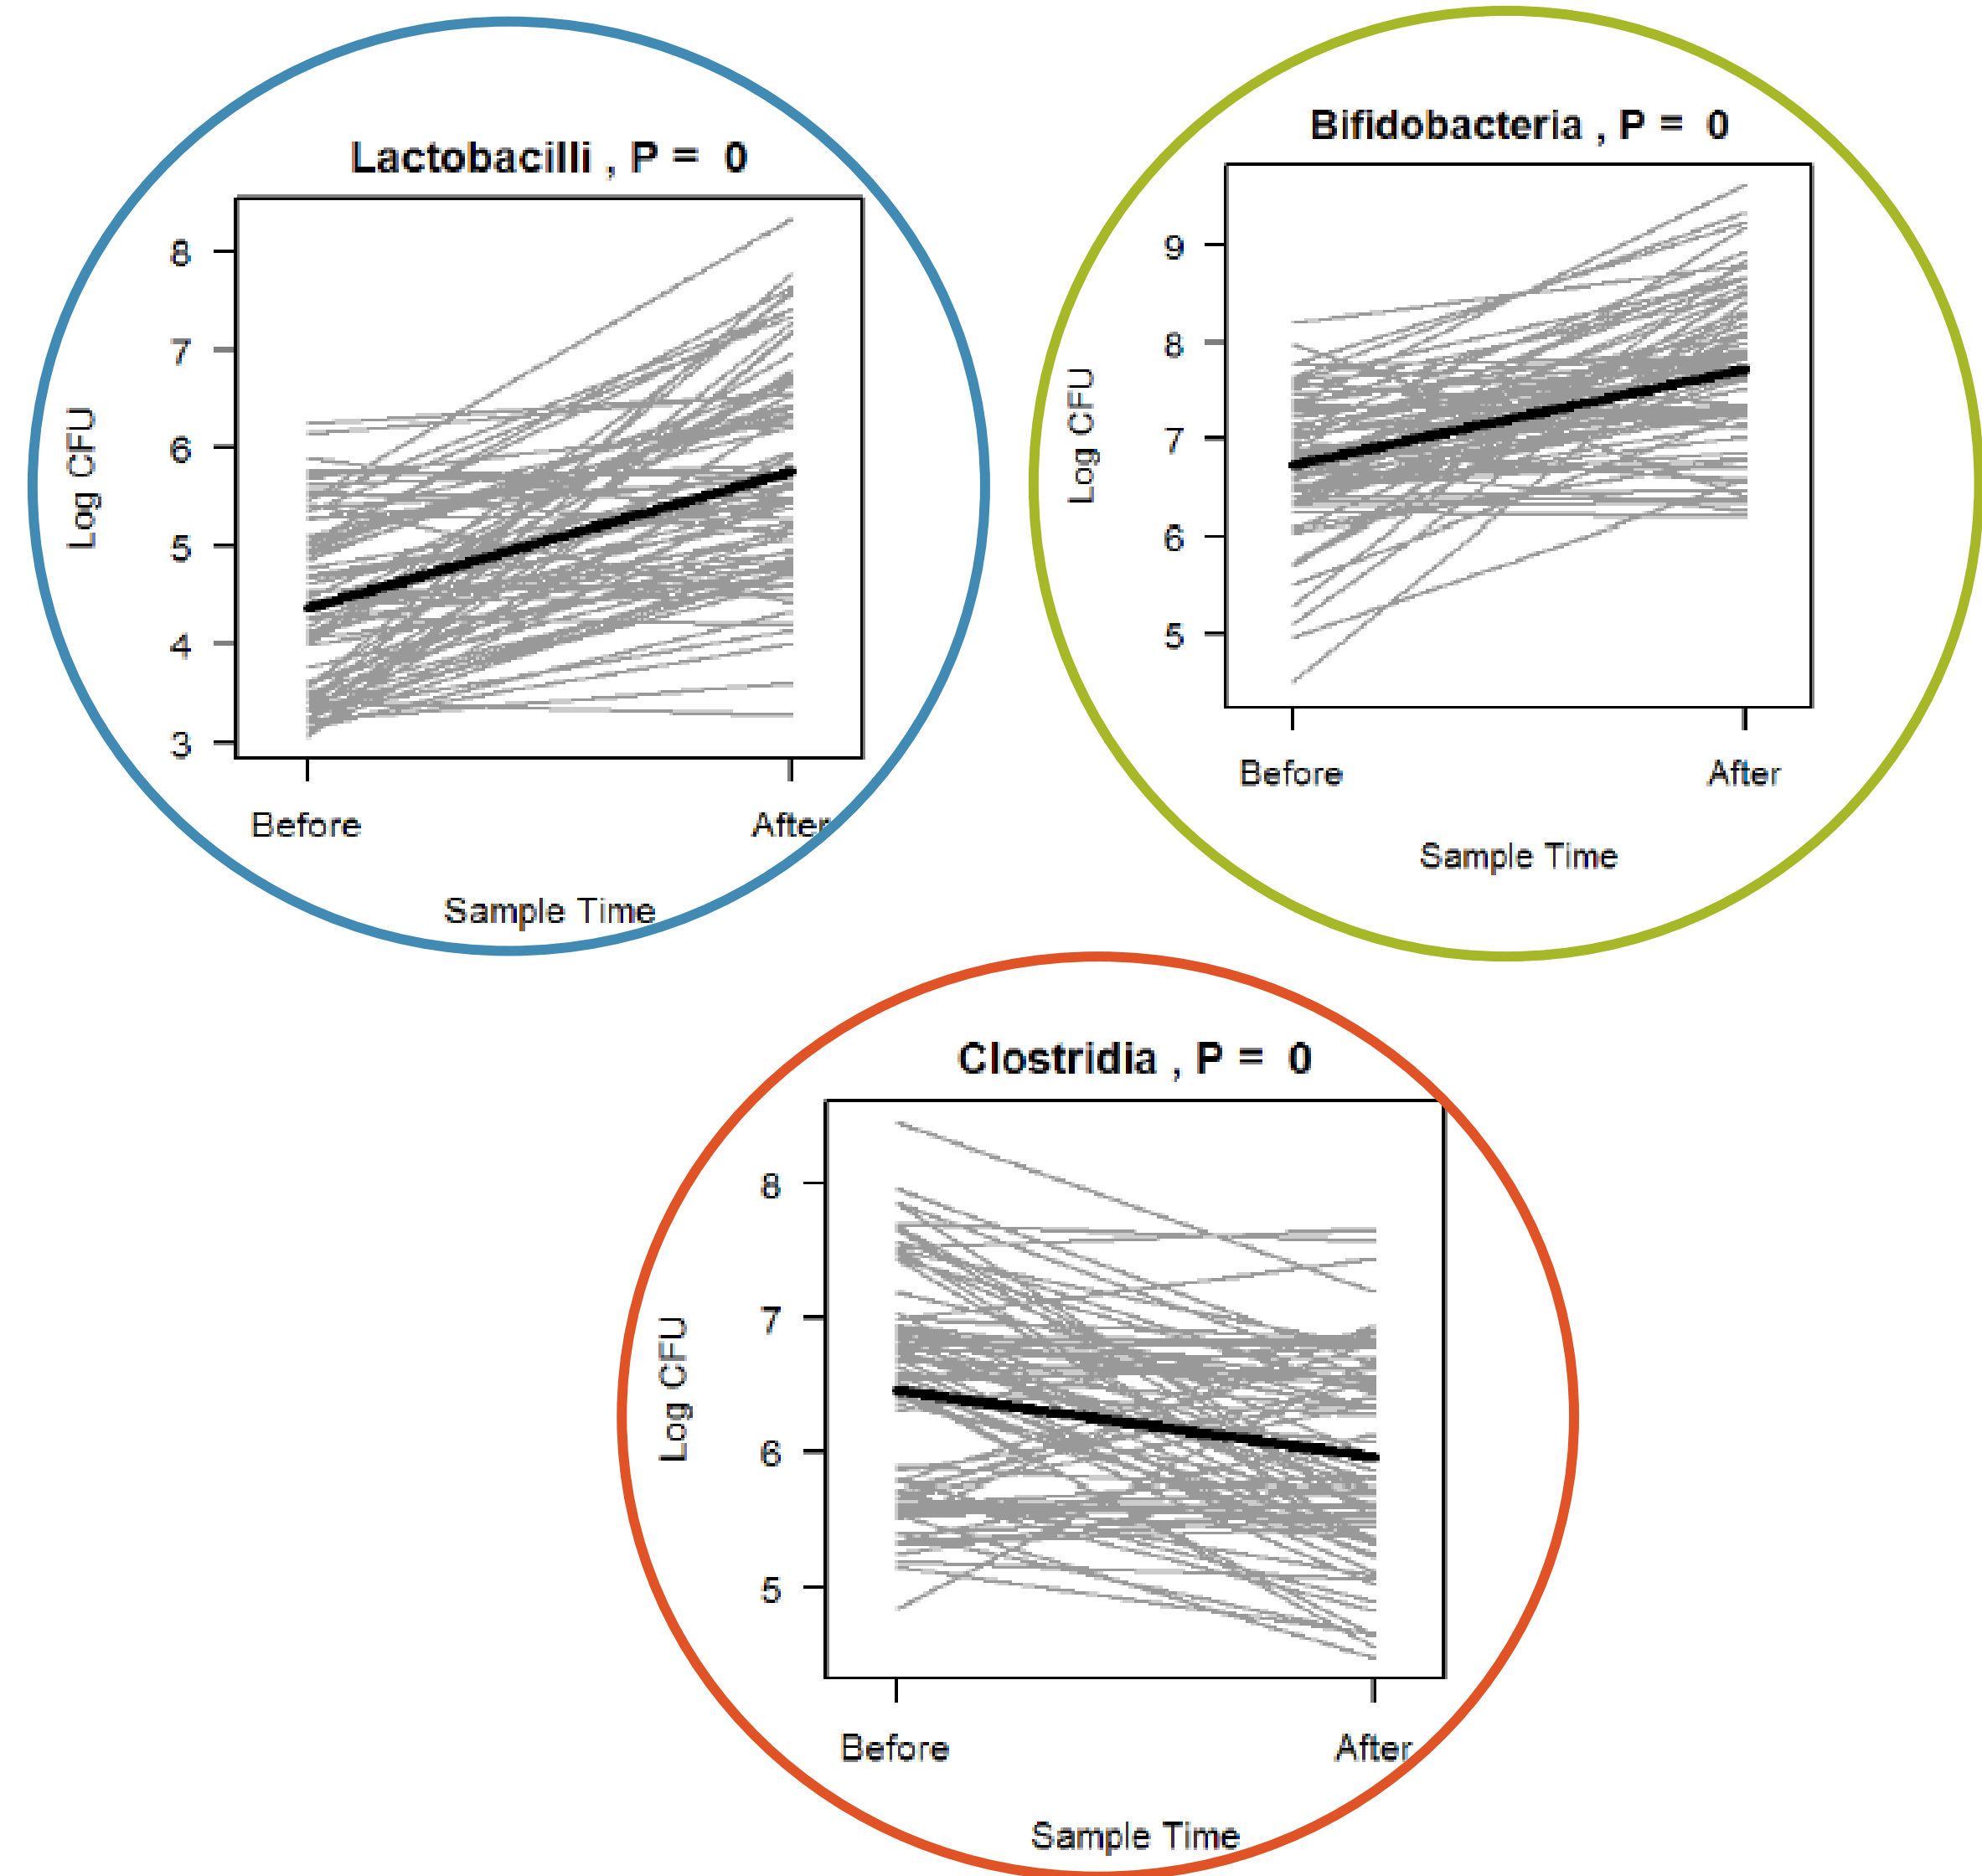 Lactobacilli , P = 0
Log CFU
8
7
6
5
4
3
Before After
Sample Time
Bifidobacteria , P = 0
Log CFU
9
8
7
6
5
Before After
Sample Time
Clostridia , P = 0
Log CFU
8
7
6
5
Before After
Sample Time